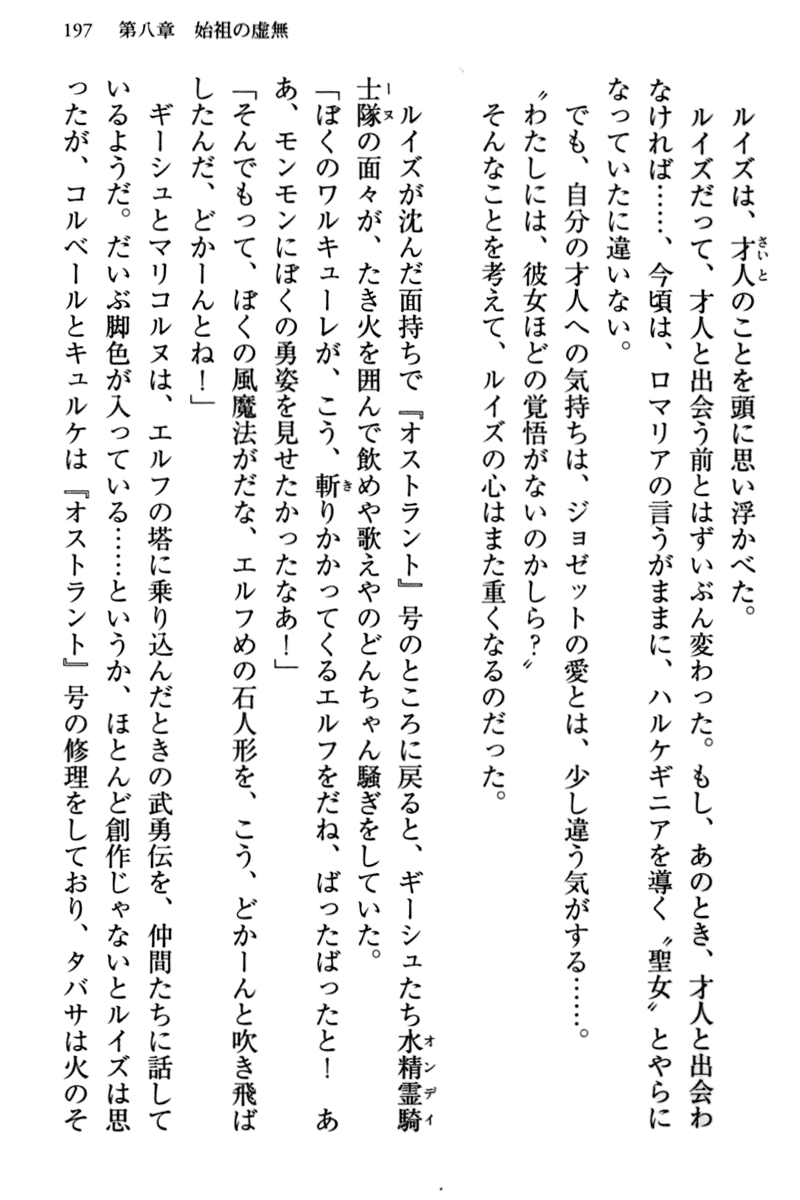 197　第八章　始祖の虚無
　ルイズは、才人のことを頭に思い浮かべた。
　ルイズだって、才人と出会う前とはずいぶん変わった。もし、あのとき、才人と出会わ
なければ……、今頃は、ロマリアの言うがままに、ハルケギニアを導く〝聖女〟とやらに
なっていたに違いない。
　でも、自分の才人への気持ちは、ジョゼットの愛とは、少し違う気がする……。
〝わたしには、彼女ほどの覚悟がないのかしら？〟
　そんなことを考えて、ルイズの心はまた重くなるのだった。

　ルイズが沈んだ面持ちで『オストラント』号のところに戻ると、ギーシュたち水精霊騎
士隊の面々が、たき火を囲んで飲めや歌えやのどんちゃん騒ぎをしていた。
「ぼくのワルキューレが、こう、斬りかかってくるエルフをだね、ばったばったと！　あ
あ、モンモンにぼくの勇姿を見せたかったなあ！」
「そんでもって、ぼくの風魔法がだな、エルフめの石人形を、こう、どかーんと吹き飛ば
したんだ、どかーんとね！」
　ギーシュとマリコルヌは、エルフの塔に乗り込んだときの武勇伝を、仲間たちに話して
いるようだ。だいぶ脚色が入っている……というか、ほとんど創作じゃないとルイズは思
ったが、コルベールとキュルケは『オストラント』号の修理をしており、タバサは火のそ